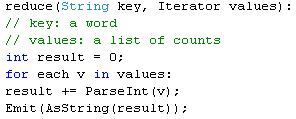 reduce(String key, Iterator values):
// key: a word
// values: a list of counts
int result = 0;
for each v in values:
result += ParseInt(v);
Emit(AsString(result));